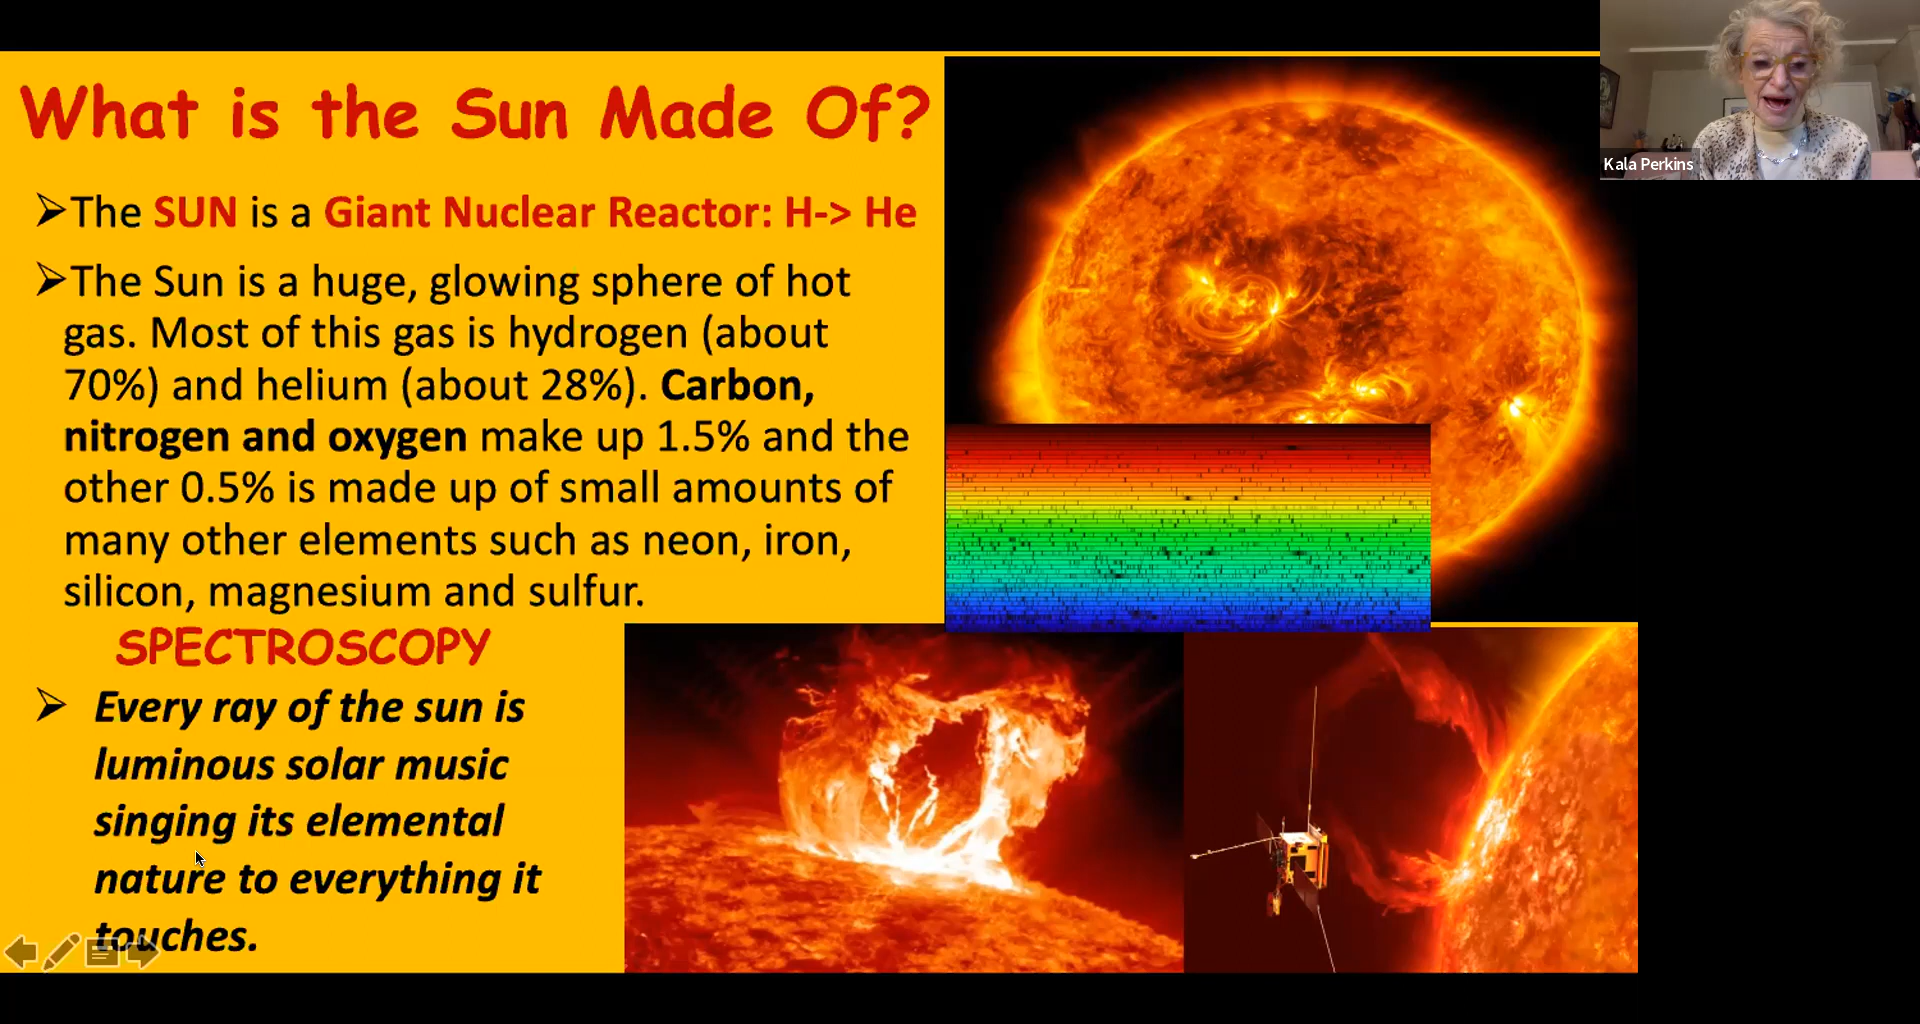 What is the Sun Made Of?
➢The SUN is a Giant Nuclear Reactor: H-> He
➢The Sun is a huge, glowing sphere of hot
gas. Most of this gas is hydrogen (about
70%) and helium (about 28%). Carbon,
nitrogen and oxygen make up 1.5% and the
other 0.5% is made up of small amounts of
many other elements such as neon, iron,
silicon, magnesium and sulfur.
SPECTROSCOPY
➢ Every ray of the sun is
luminous solar music
singing its elemental
nature to everything it
touches.
Kala Perkins